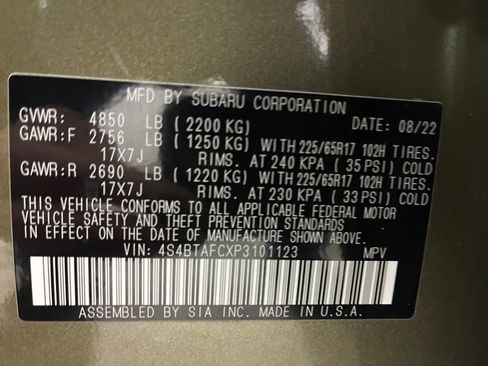 MFD BY SUBARU CORPORATION
GVWR: 4850 LB ( 2200 KG) DATE: 08/22
GAWR:F 2756 LB ( 1250 KG) WITH 225/65R17 102H TIRES.
17X7J RIMS. AT 240 KPA ( 35 PSI) COLD
GAWR:R 2690 LB ( 1220 KG) WITH 225/65R17 102H TIRES.
17X7J RIMS. AT 230 KPA ( 33 PSI) COLD
THIS VEHICLE CONFORMS TO ALL APPLICABLE FEDERAL MOTOR
VEHICLE SAFETY AND THEFT PREVENTION STANDARDS
IN EFFECT ON THE DATE OF MANUFACTURE SHOWN ABOVE.
VIN: 4S4BTAFCXP3101123 MPV
ASSEMBLED BY SIA INC. MADE IN U.S.A.